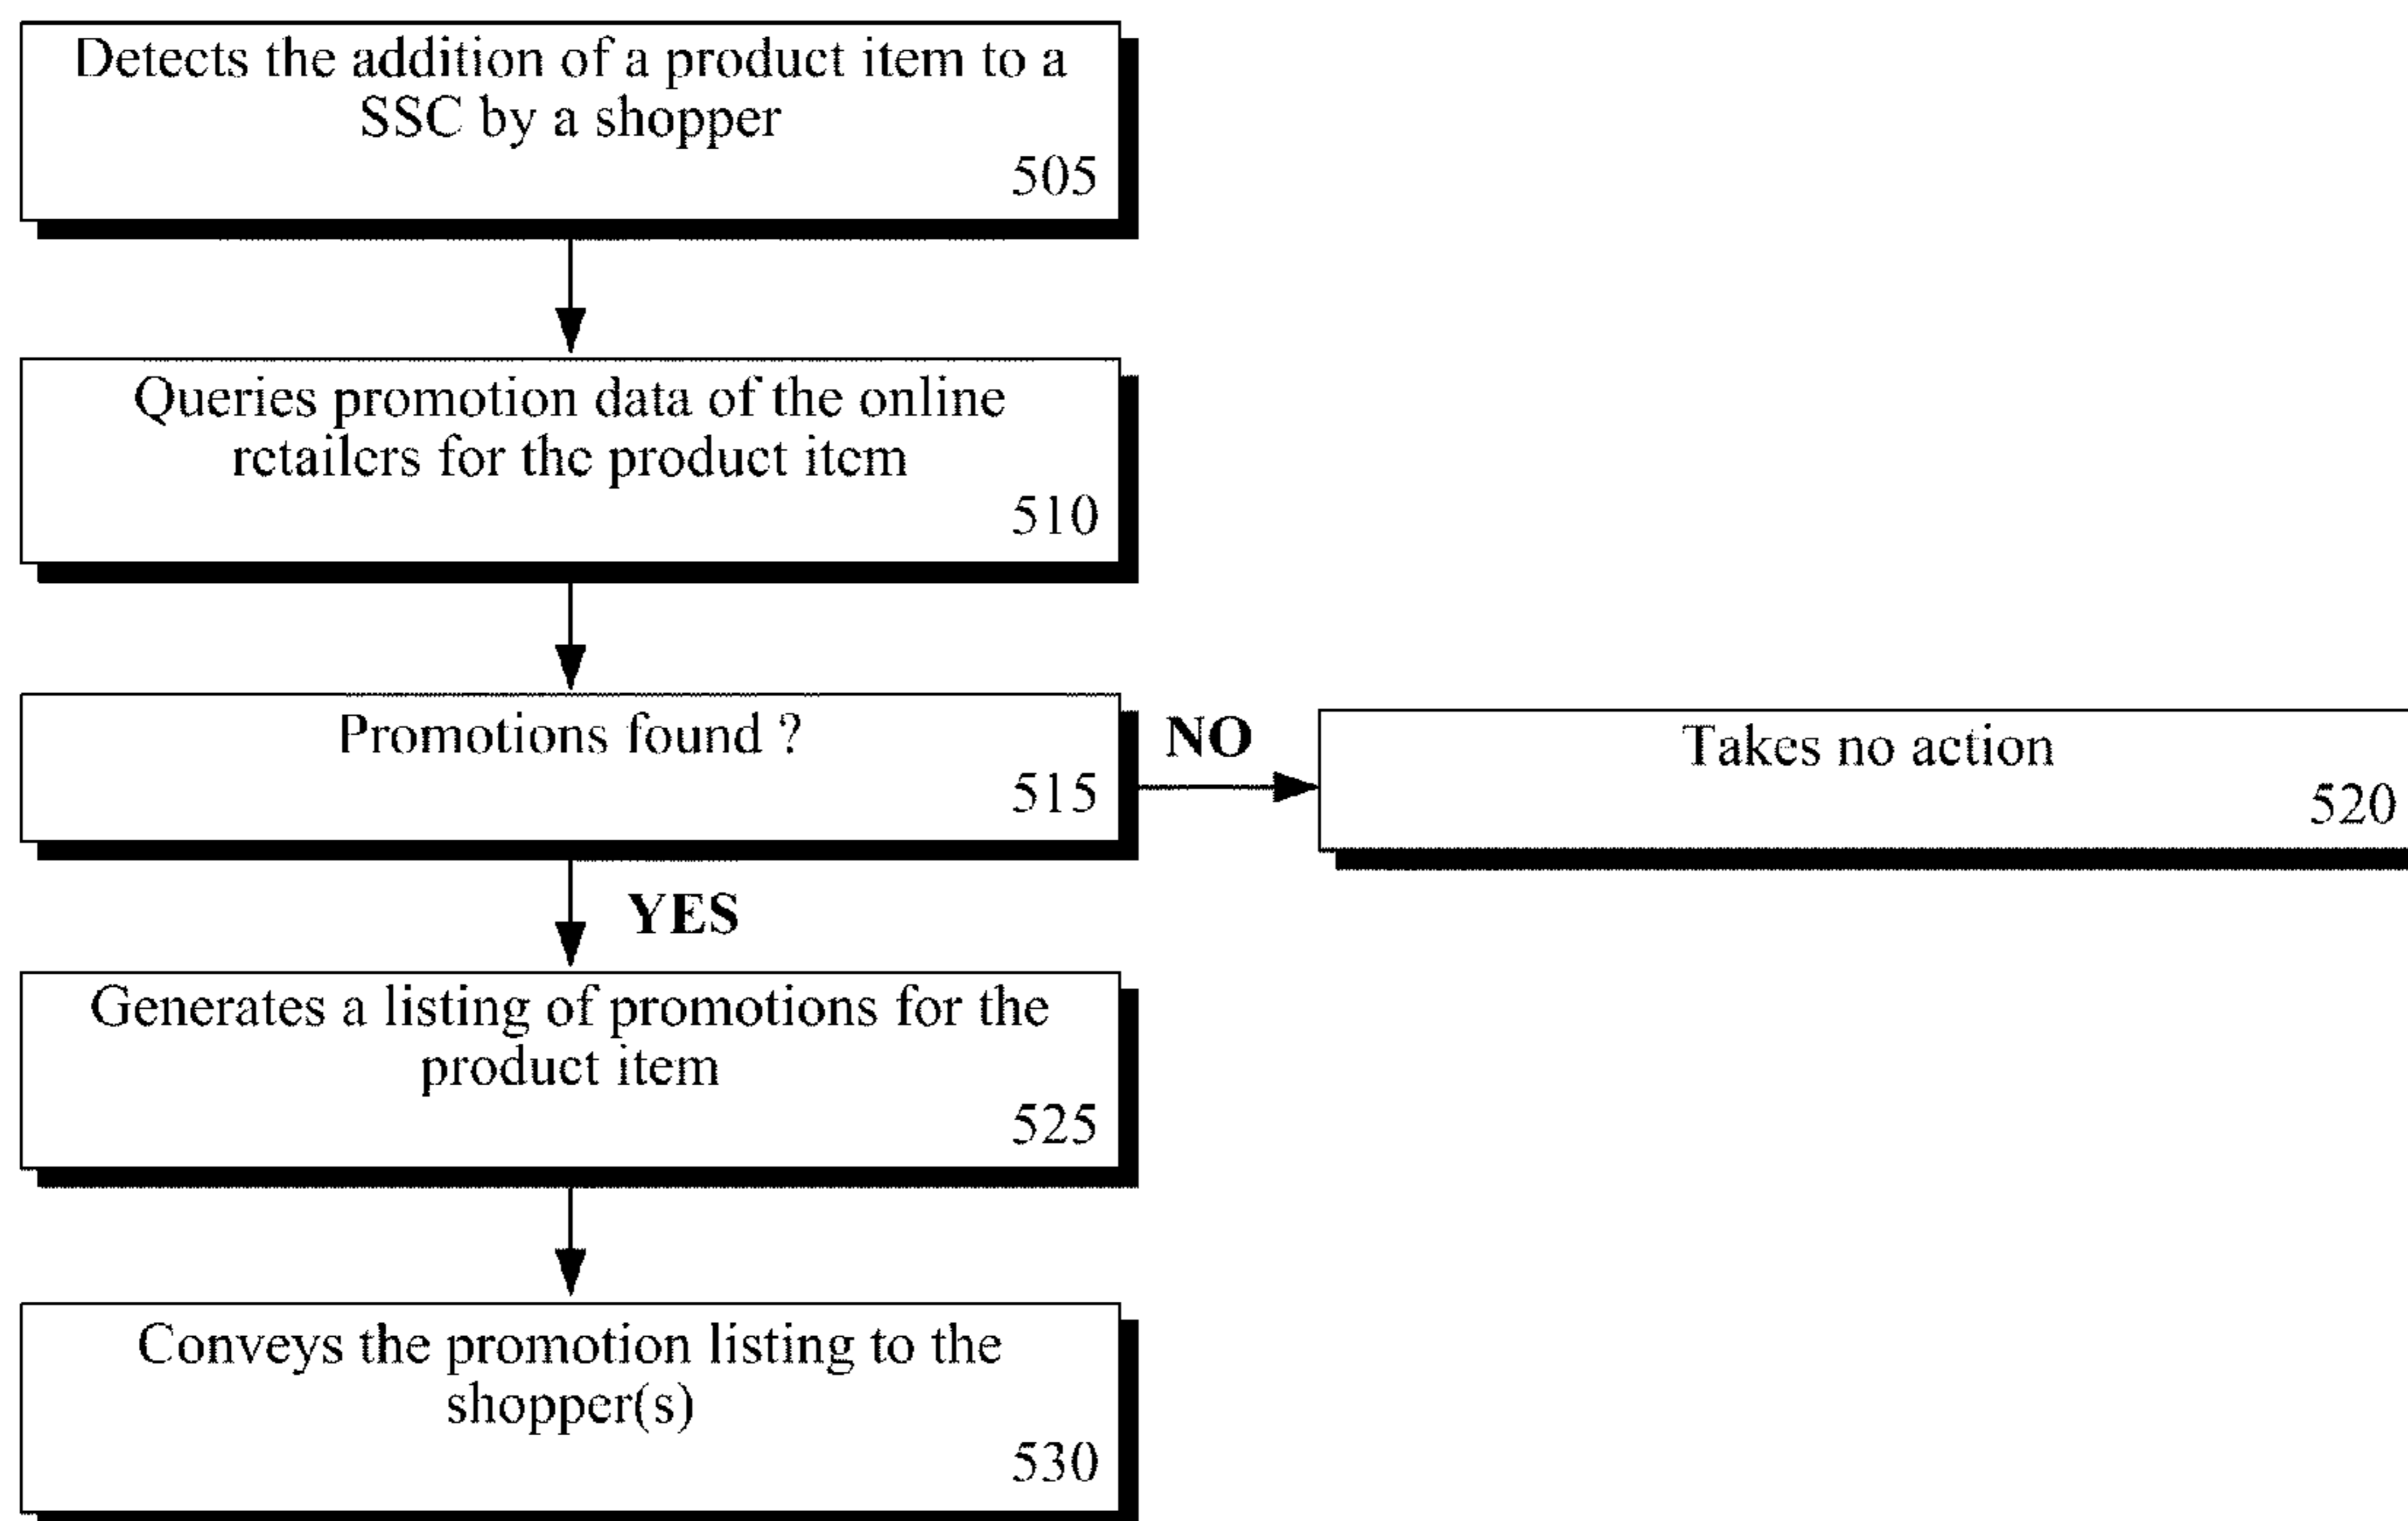 Detects the addition of a product item to a
SSC by a shopper
505
Queries promotion data of the online
retailers for the product item
510
Promotions found ?
515
NO
Takes no action
520
YES
Generates a listing of promotions for the
product item
525
Conveys the promotion listing to the
shopper(s)
530